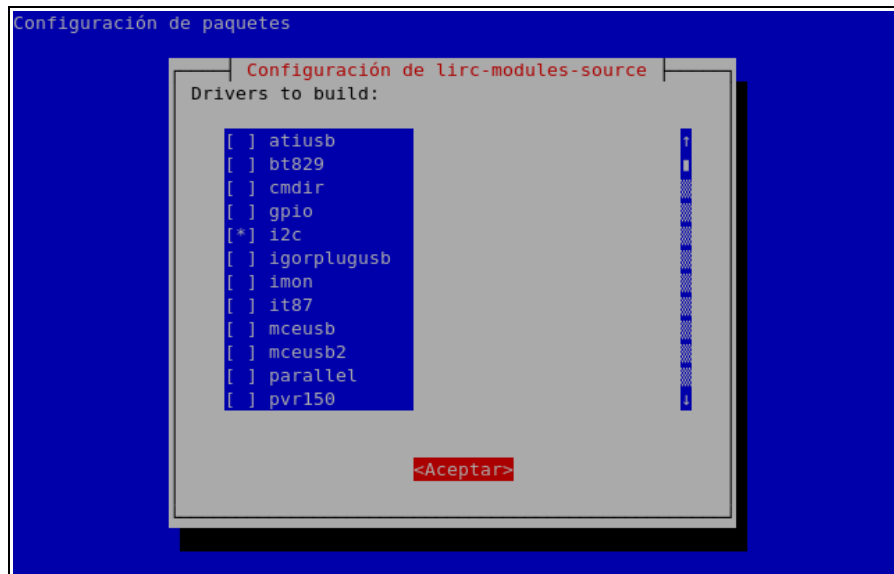 Configuración de paquetes
Configuración de lirc-modules-source
Drivers to build:
[ ] atiusb
[ ] bt829
[ ] cmdir
[ ] gpio
[*] i2c
[ ] igorplugusb
[ ] imon
[ ] it87
[ ] mceusb
[ ] mceusb2
[ ] parallel
[ ] pvr150
<Aceptar>